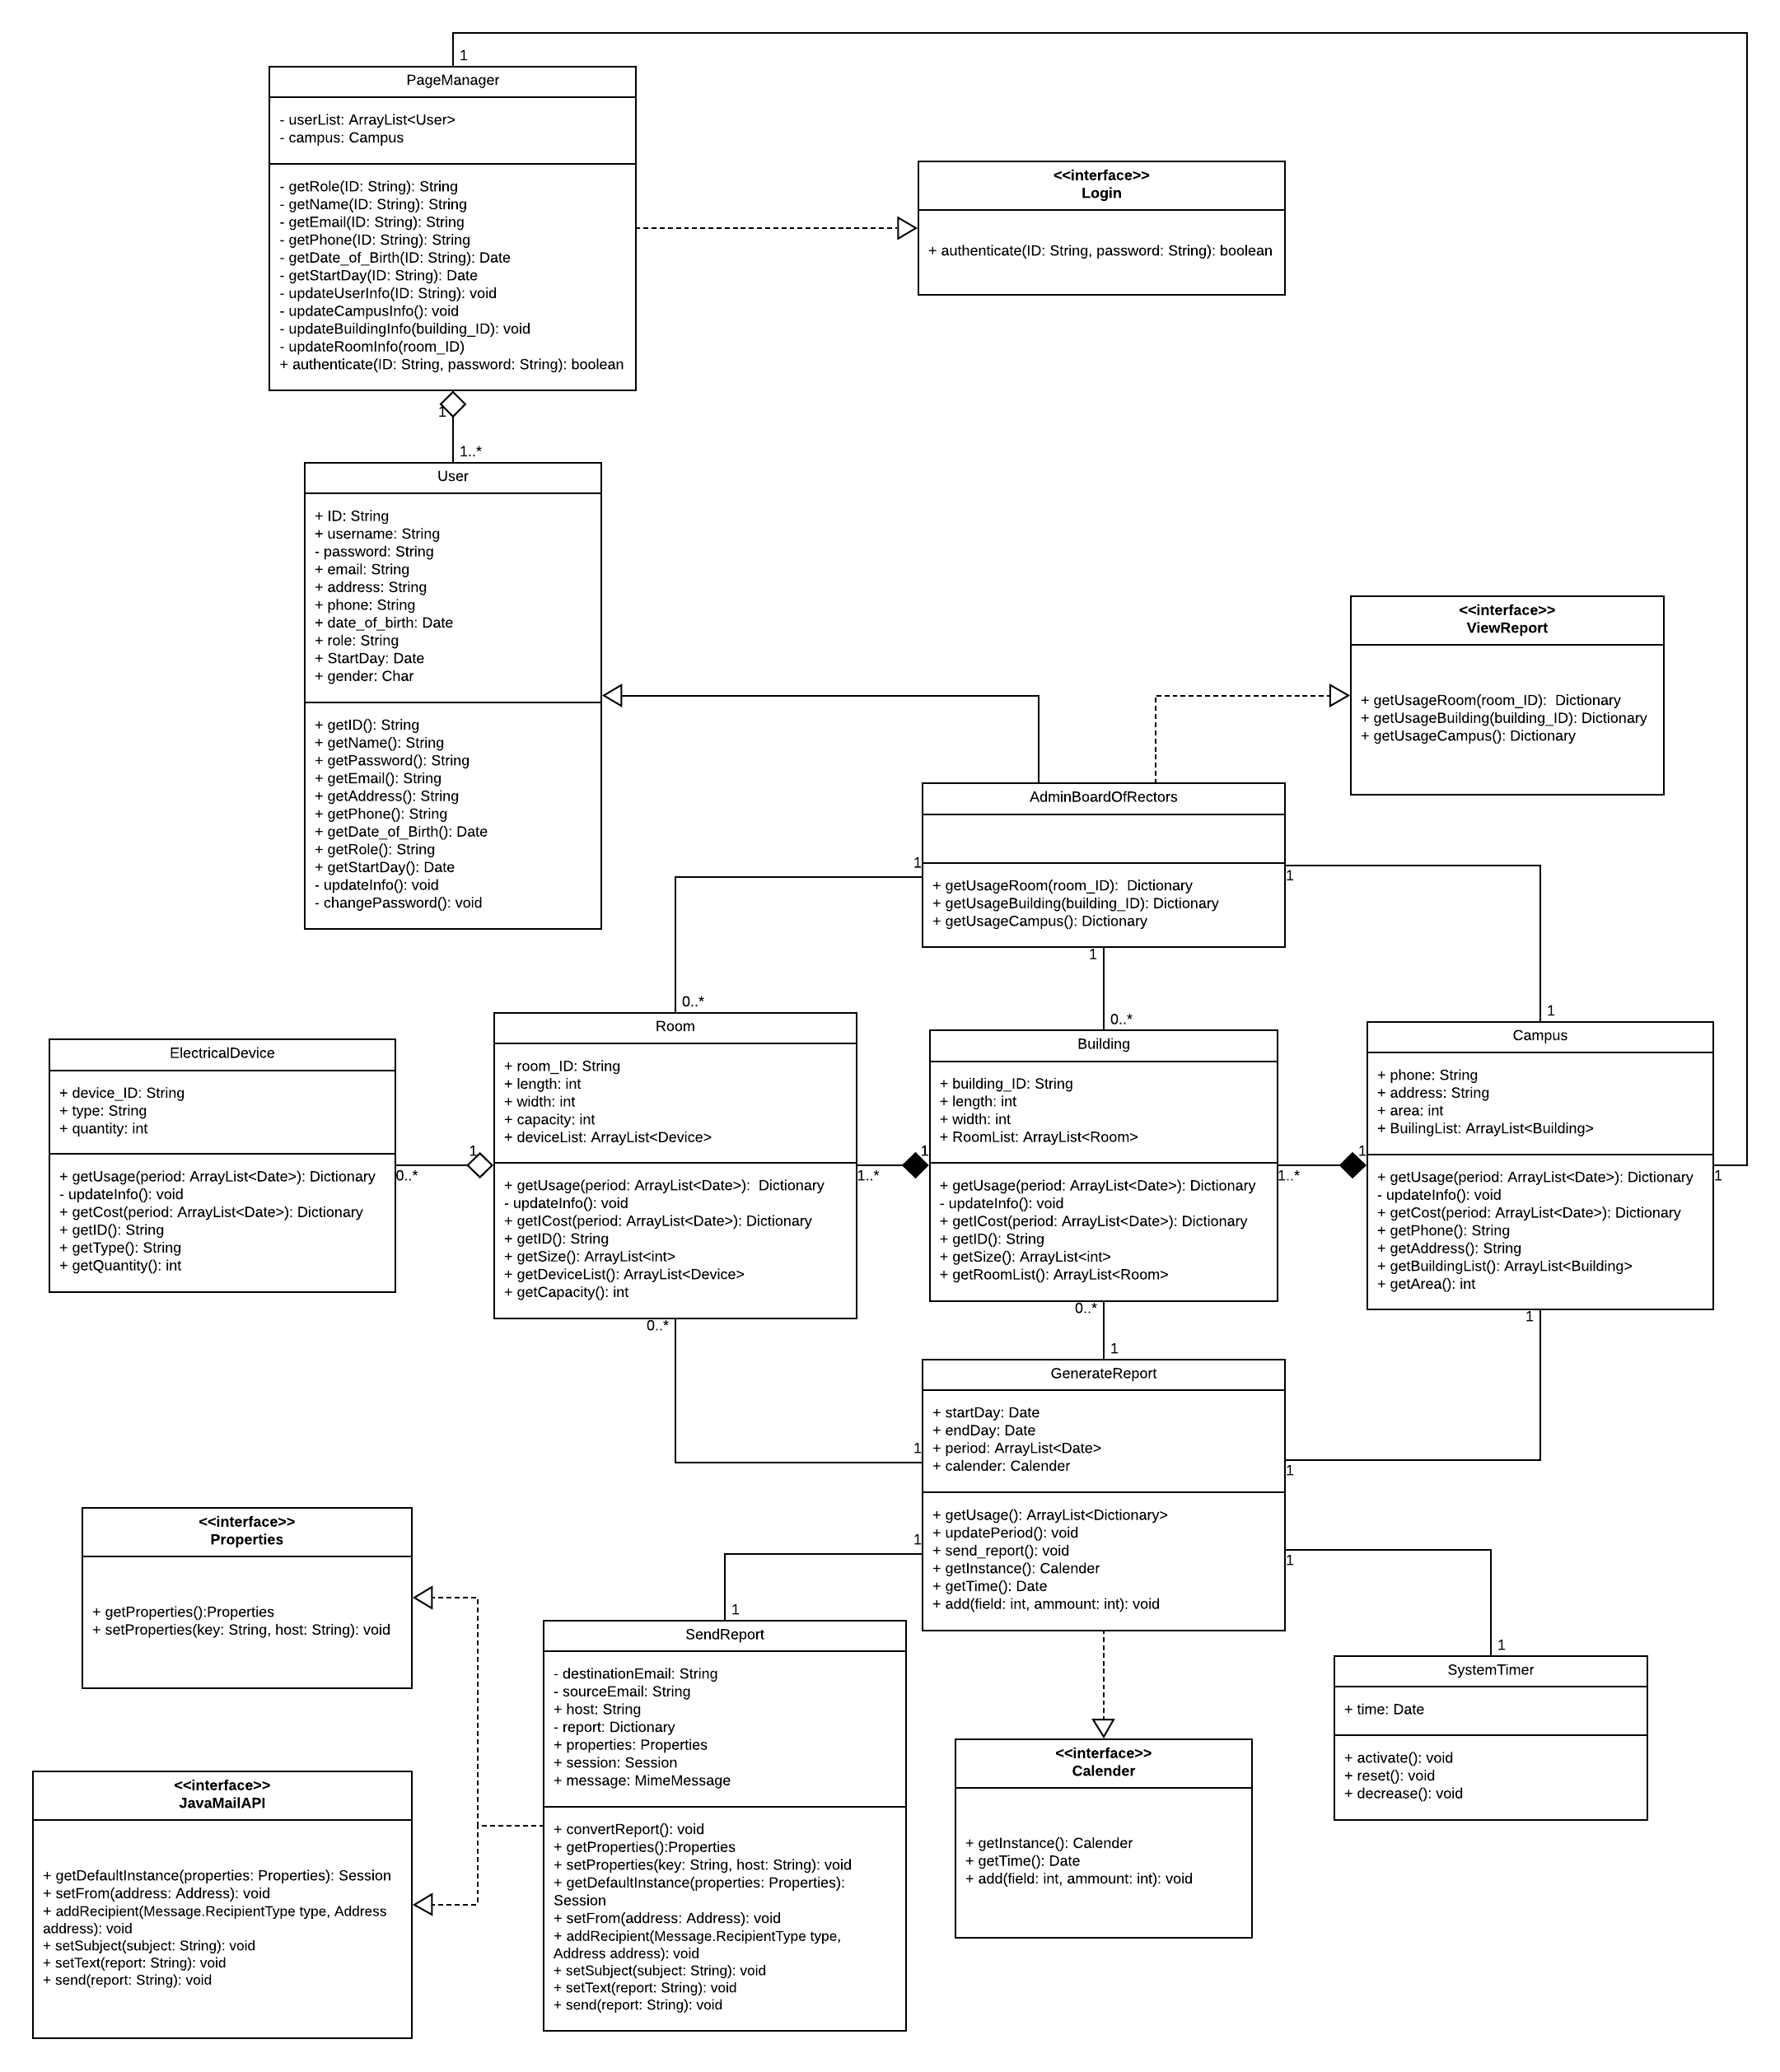 1
PageManager
- userList: ArrayList<User>
- campus: Campus
- getRole(ID: String): String
- getName(ID: String): String
- getEmail(ID: String): String
- getPhone(ID: String): String
- getDate_of_Birth(ID: String): Date
- getStartDay(ID: String): Date
- updateUserInfo(ID: String): void
- updateCampusInfo(): void
- updateBuildingInfo(building_ID): void
- updateRoomInfo(room_ID)
+ authenticate(ID: String, password: String): boolean
<<interface>>
Login
+ authenticate(ID: String, password: String): boolean
1
1..*
User
+ ID: String
+ username: String
- password: String
+ email: String
+ address: String
+ phone: String
+ date_of_birth: Date
+ role: String
+ StartDay: Date
+ gender: Char
+ getID(): String
+ getName(): String
+ getPassword(): String
+ getEmail(): String
+ getAddress(): String
+ getPhone(): String
+ getDate_of_Birth(): Date
+ getRole(): String
+ getStartDay(): Date
- updateInfo(): void
- changePassword(): void
<<interface>>
ViewReport
+ getUsageRoom(room_ID):  Dictionary
+ getUsageBuilding(building_ID): Dictionary
+ getUsageCampus(): Dictionary
AdminBoardOfRectors
1
1
+ getUsageRoom(room_ID):  Dictionary
+ getUsageBuilding(building_ID): Dictionary
+ getUsageCampus(): Dictionary
1
0..*
0..*
1
ElectricalDevice
+ device_ID: String
+ type: String
+ quantity: int
+ getUsage(period: ArrayList<Date>): Dictionary
- updateInfo(): void
+ getCost(period: ArrayList<Date>): Dictionary
+ getID(): String
+ getType(): String
+ getQuantity(): int
1
0..*
Room
+ room_ID: String
+ length: int
+ width: int
+ capacity: int
+ deviceList: ArrayList<Device>
+ getUsage(period: ArrayList<Date>):  Dictionary
- updateInfo(): void
+ getICost(period: ArrayList<Date>): Dictionary
+ getID(): String
+ getSize(): ArrayList<int>
+ getDeviceList(): ArrayList<Device>
+ getCapacity(): int
1
1..*
Building
+ building_ID: String
+ length: int
+ width: int
+ RoomList: ArrayList<Room>
+ getUsage(period: ArrayList<Date>): Dictionary
- updateInfo(): void
+ getICost(period: ArrayList<Date>): Dictionary
+ getID(): String
+ getSize(): ArrayList<int>
+ getRoomList(): ArrayList<Room>
1
1..*
Campus
+ phone: String
+ address: String
+ area: int
+ BuilingList: ArrayList<Building>
+ getUsage(period: ArrayList<Date>): Dictionary
- updateInfo(): void
+ getCost(period: ArrayList<Date>): Dictionary
+ getPhone(): String
+ getAddress(): String
+ getBuildingList(): ArrayList<Building>
+ getArea(): int
1
0..*
0..*
1
1
GenerateReport
+ startDay: Date
+ endDay: Date
+ period: ArrayList<Date>
+ calender: Calender
1
1
+ getUsage(): ArrayList<Dictionary>
+ updatePeriod(): void
+ send_report(): void
+ getInstance(): Calender
+ getTime(): Date
+ add(field: int, ammount: int): void
1
1
<<interface>>
Properties
+ getProperties():Properties
+ setProperties(key: String, host: String): void
1
SendReport
- destinationEmail: String
- sourceEmail: String
+ host: String
- report: Dictionary
+ properties: Properties
+ session: Session
+ message: MimeMessage
+ convertReport(): void
+ getProperties():Properties
+ setProperties(key: String, host: String): void
+ getDefaultInstance(properties: Properties):
Session
+ setFrom(address: Address): void
+ addRecipient(Message.RecipientType type,
Address address): void
+ setSubject(subject: String): void
+ setText(report: String): void
+ send(report: String): void
1
SystemTimer
+ time: Date
+ activate(): void
+ reset(): void
+ decrease(): void
<<interface>>
Calender
+ getInstance(): Calender
+ getTime(): Date
+ add(field: int, ammount: int): void
<<interface>>
JavaMailAPI
+ getDefaultInstance(properties: Properties): Session
+ setFrom(address: Address): void
+ addRecipient(Message.RecipientType type, Address
address): void
+ setSubject(subject: String): void
+ setText(report: String): void
+ send(report: String): void